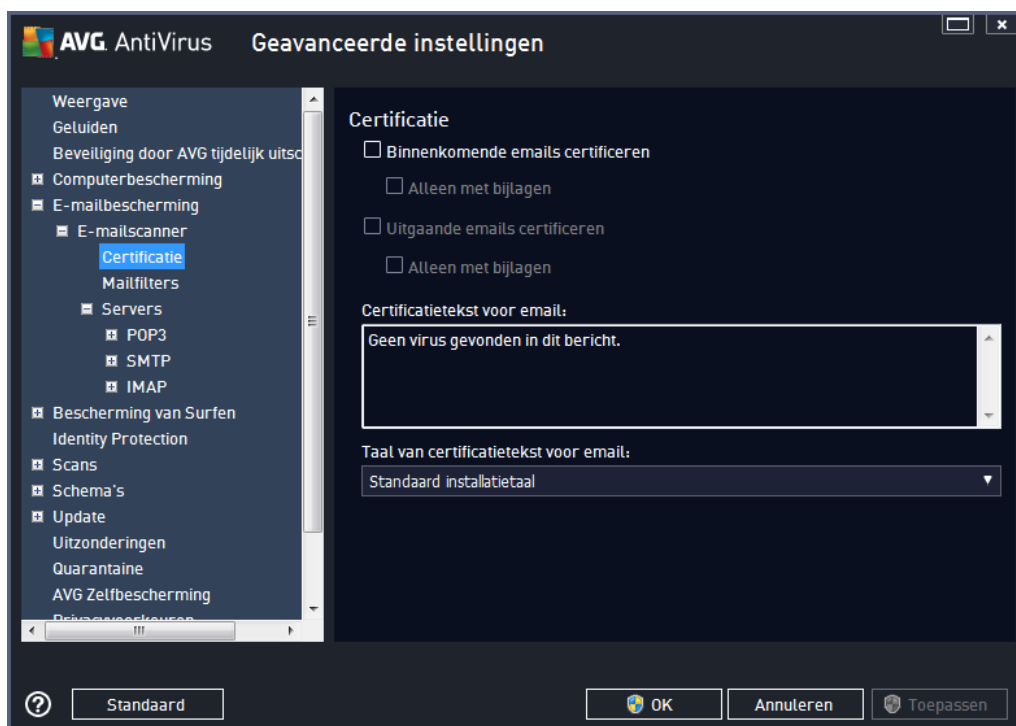 AVG. AntiVirus Geavanceerde instellingen
Weergave
Geluiden
Beveiliging door AVG tijdelijk uitsc
Computerbescherming
E-mailbescherming
E-mailscanner
Certificatie
Mailfilters
Servers
POP3
SMTP
IMAP
Bescherming van Surfen
Identity Protection
Scans
Schema's
Update
Uitzonderingen
Quarantaine
AVG Zelfbescherming
Privacyvoorkeuren
Certificatie
Binnenkomende emails certificeren
Alleen met bijlagen
Uitgaande emails certificeren
Alleen met bijlagen
Certificatietekst voor email:
Geen virus gevonden in dit bericht.
Taal van certificatietekst voor email:
Standaard installatietaal
Standaard
OK
Annuleren
Toepassen